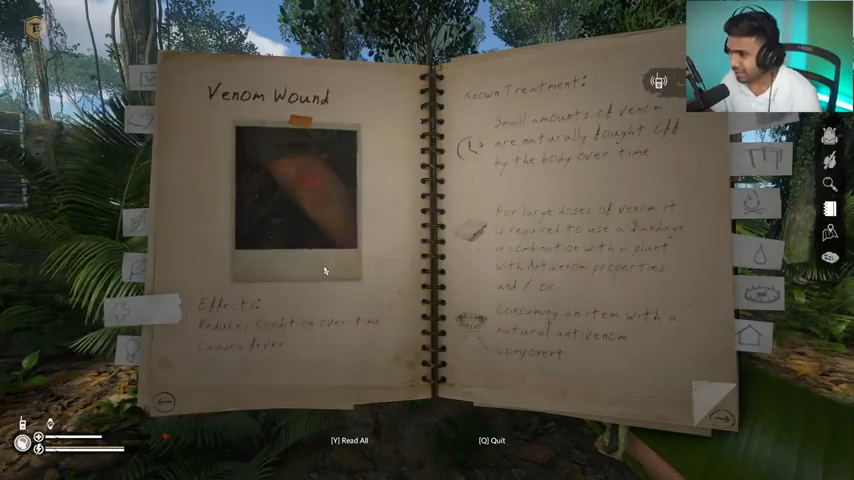 Venom Wound
Effects:
Reduces condition over time
Causes fever
Known Treatment:
Small amounts of venom
are naturally fought off
by the body over time
For large doses of venom it
is required to use a Bandage
in combination with a plant
with Antivenom properties
and / or
Consuming an item with a
natural antivenom
component
[Y] Read All
[Q] Quit